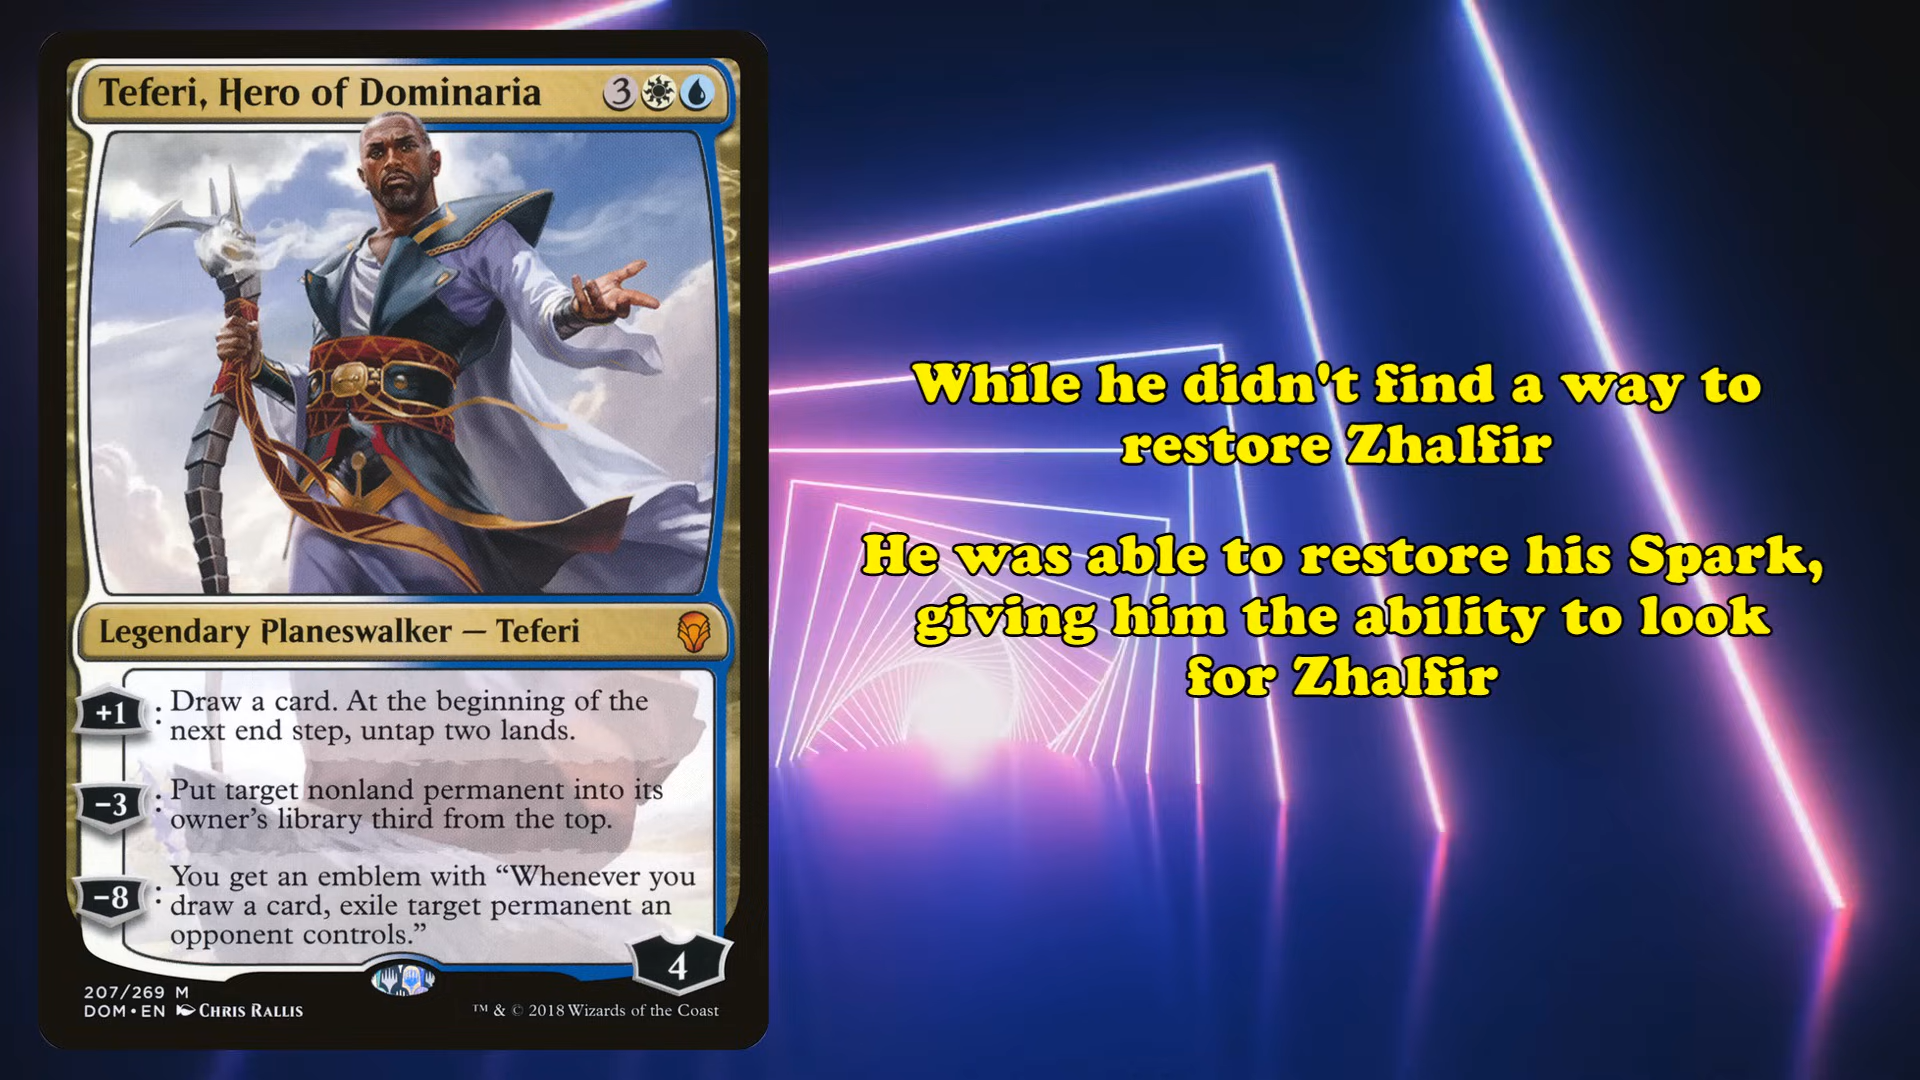 Teferi, Hero of Dominaria 3
Legendary Planeswalker — Teferi
+1 : Draw a card. At the beginning of the
next end step, untap two lands.
−3 : Put target nonland permanent into its
owner's library third from the top.
−8 : You get an emblem with “Whenever you
draw a card, exile target permanent an
opponent controls.”
4
207/269 M
DOM • EN Chris Rallis
™ & © 2018 Wizards of the Coast
While he didn't find a way to
restore Zhalfir
He was able to restore his Spark,
giving him the ability to look
for Zhalfir